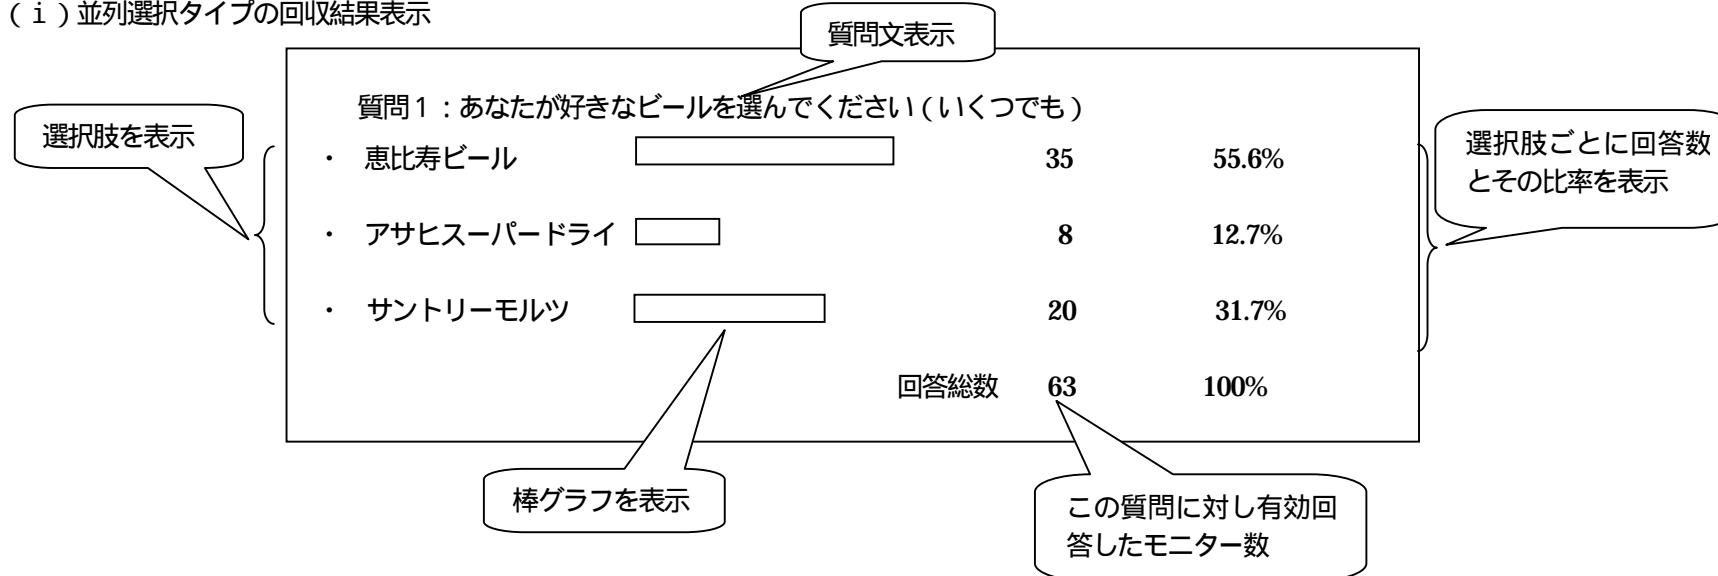 (ⅰ)並列選択タイプの回収結果表示
質問文表示
質問1:あなたが好きなビールを選んでください(いくつでも)
選択肢を表示
・ 恵比寿ビール 35 55.6%
選択肢ごとに回答数
とその比率を表示
・ アサヒスーパードライ 8 12.7%
・ サントリーモルツ 20 31.7%
回答総数 63 100%
棒グラフを表示
この質問に対し有効回
答したモニター数